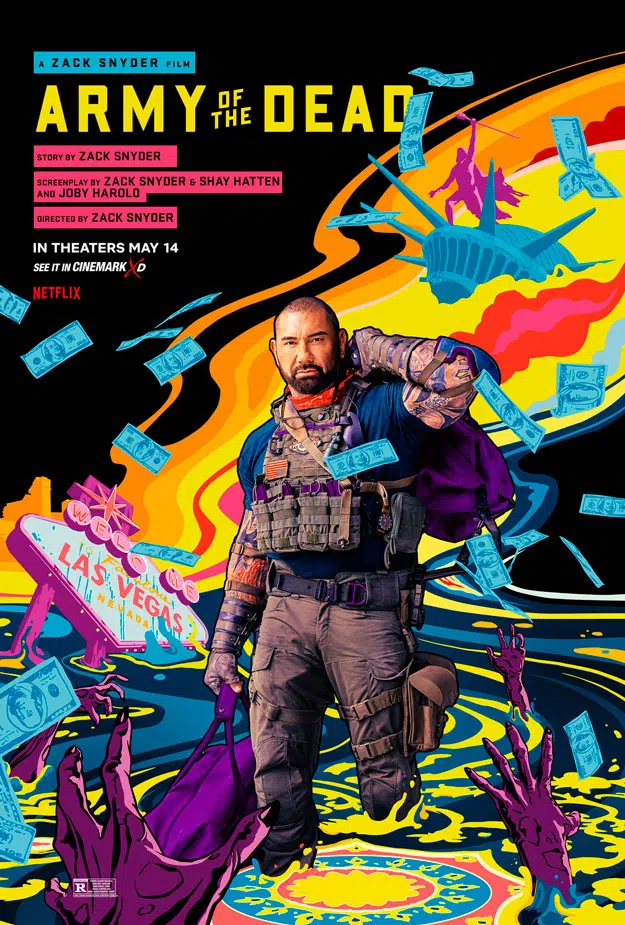 A ZACK SNYDER FILM
ARMY OF THE DEAD
STORY BY ZACK SNYDER
SCREENPLAY BY ZACK SNYDER & SHAY HATTEN
AND JOBY HAROLD
DIRECTED BY ZACK SNYDER
IN THEATERS MAY 14
SEE IT IN CINEMARK XD
NETFLIX
WELCOME
TO Fabulous
LAS VEGAS
NEVADA
R